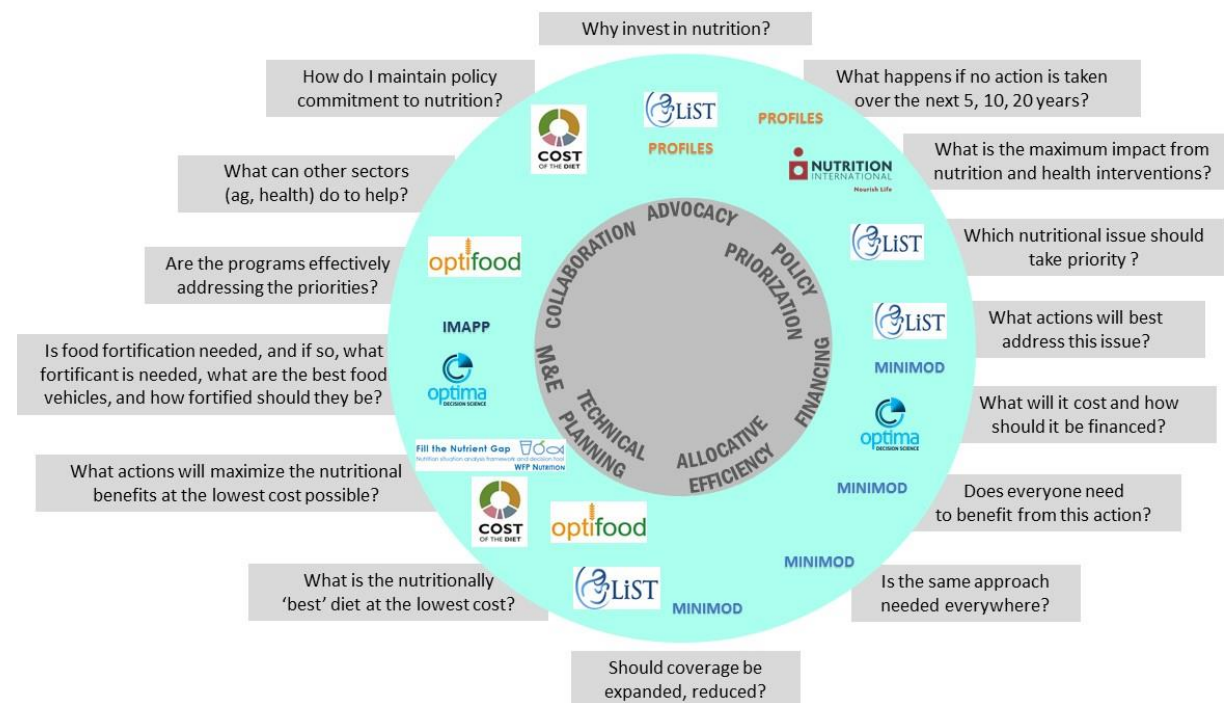 Why invest in nutrition?
How do I maintain policy
commitment to nutrition?
What happens if no action is taken
over the next 5, 10, 20 years?
What can other sectors
(ag, health) do to help?
What is the maximum impact from
nutrition and health interventions?
Are the programs effectively
addressing the priorities?
Which nutritional issue should
take priority ?
Is food fortification needed, and if so, what
fortificant is needed, what are the best food
vehicles, and how fortified should they be?
What actions will best
address this issue?
What will it cost and how
should it be financed?
What actions will maximize the nutritional
benefits at the lowest cost possible?
Does everyone need
to benefit from this action?
What is the nutritionally
‘best’ diet at the lowest cost?
Is the same approach
needed everywhere?
Should coverage be
expanded, reduced?
COST
OF THE DIET
LiST
PROFILES
PROFILES
NUTRITION
INTERNATIONAL
Nourish Life
LiST
LiST
MINIMOD
optima
DECISION SCIENCE
MINIMOD
MINIMOD
MINIMOD
LiST
optifood
COST
OF THE DIET
Fill the Nutrient Gap
Nutrition situation analysis framework and decision tool
WFP NUTRITION
optima
DECISION SCIENCE
IMAPP
optifood
ADVOCACY
POLICY
PRIORIZATION
FINANCING
ALLOCATIVE
EFFICIENCY
TECHNICAL
PLANNING
M&E
COLLABORATION